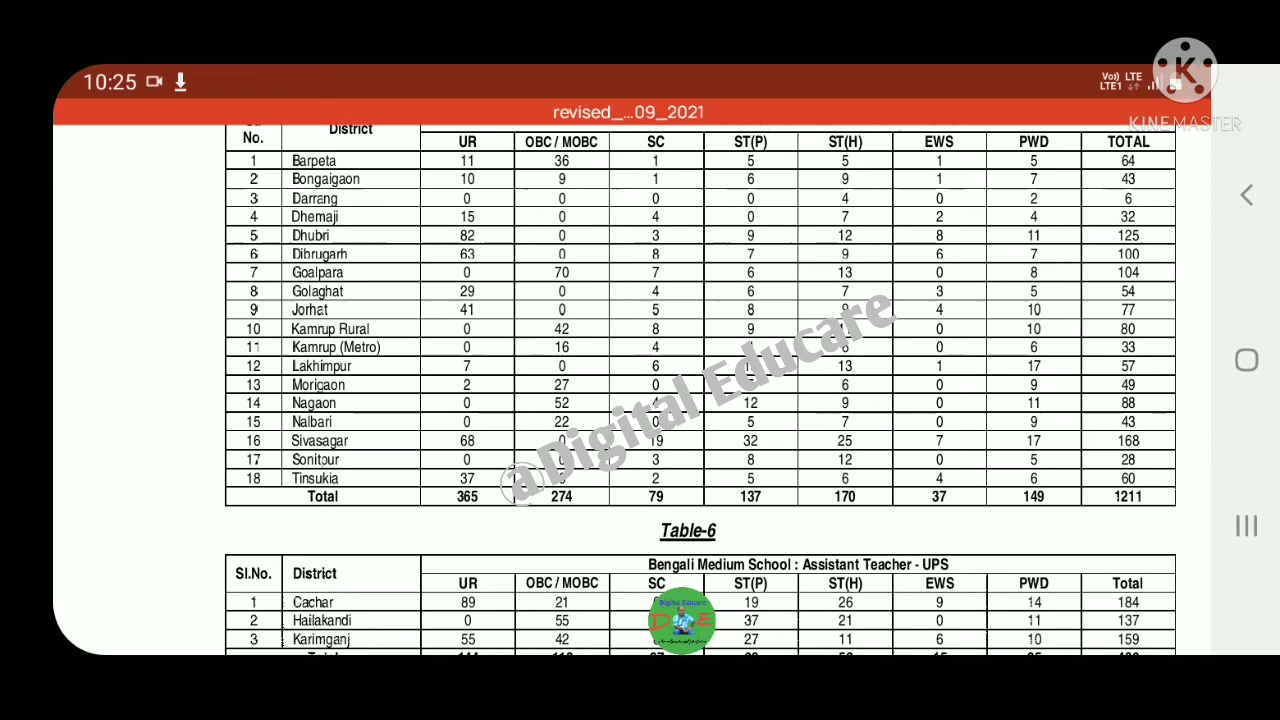 10:25
Vo)) LTE
LTE1
KINEMASTER
revised_...09_2021
No. District UR OBC / MOBC SC ST(P) ST(H) EWS PWD TOTAL
1 Barpeta 11 36 1 5 5 1 5 64
2 Bongaigaon 10 9 1 6 9 1 7 43
3 Darrang 0 0 0 0 4 0 2 6
4 Dhemaji 15 0 4 0 7 2 4 32
5 Dhubri 82 0 3 9 12 8 11 125
6 Dibrugarh 63 0 8 7 9 6 7 100
7 Goalpara 0 70 7 6 13 0 8 104
8 Golaghat 29 0 4 6 7 3 5 54
9 Jorhat 41 0 5 8 9 4 10 77
10 Kamrup Rural 0 42 8 9 0 10 80
11 Kamrup (Metro) 0 16 4 6 0 6 33
12 Lakhimpur 7 0 6 13 1 17 57
13 Morigaon 2 27 0 6 0 9 49
14 Nagaon 0 52 4 12 9 0 11 88
15 Nalbari 0 22 0 5 7 0 9 43
16 Sivasagar 68 0 19 32 25 7 17 168
17 Sonitpur 0 0 3 8 12 0 5 28
18 Tinsukia 37 2 5 6 4 6 60
Total 365 274 79 137 170 37 149 1211
@Digital Educare
Table-6
Bengali Medium School : Assistant Teacher - UPS
Sl.No. District UR OBC / MOBC SC ST(P) ST(H) EWS PWD Total
1 Cachar 89 21 19 26 9 14 184
2 Hailakandi 0 55 37 21 0 11 137
3 Karimganj 55 42 27 11 6 10 159
Digital Educare
D E